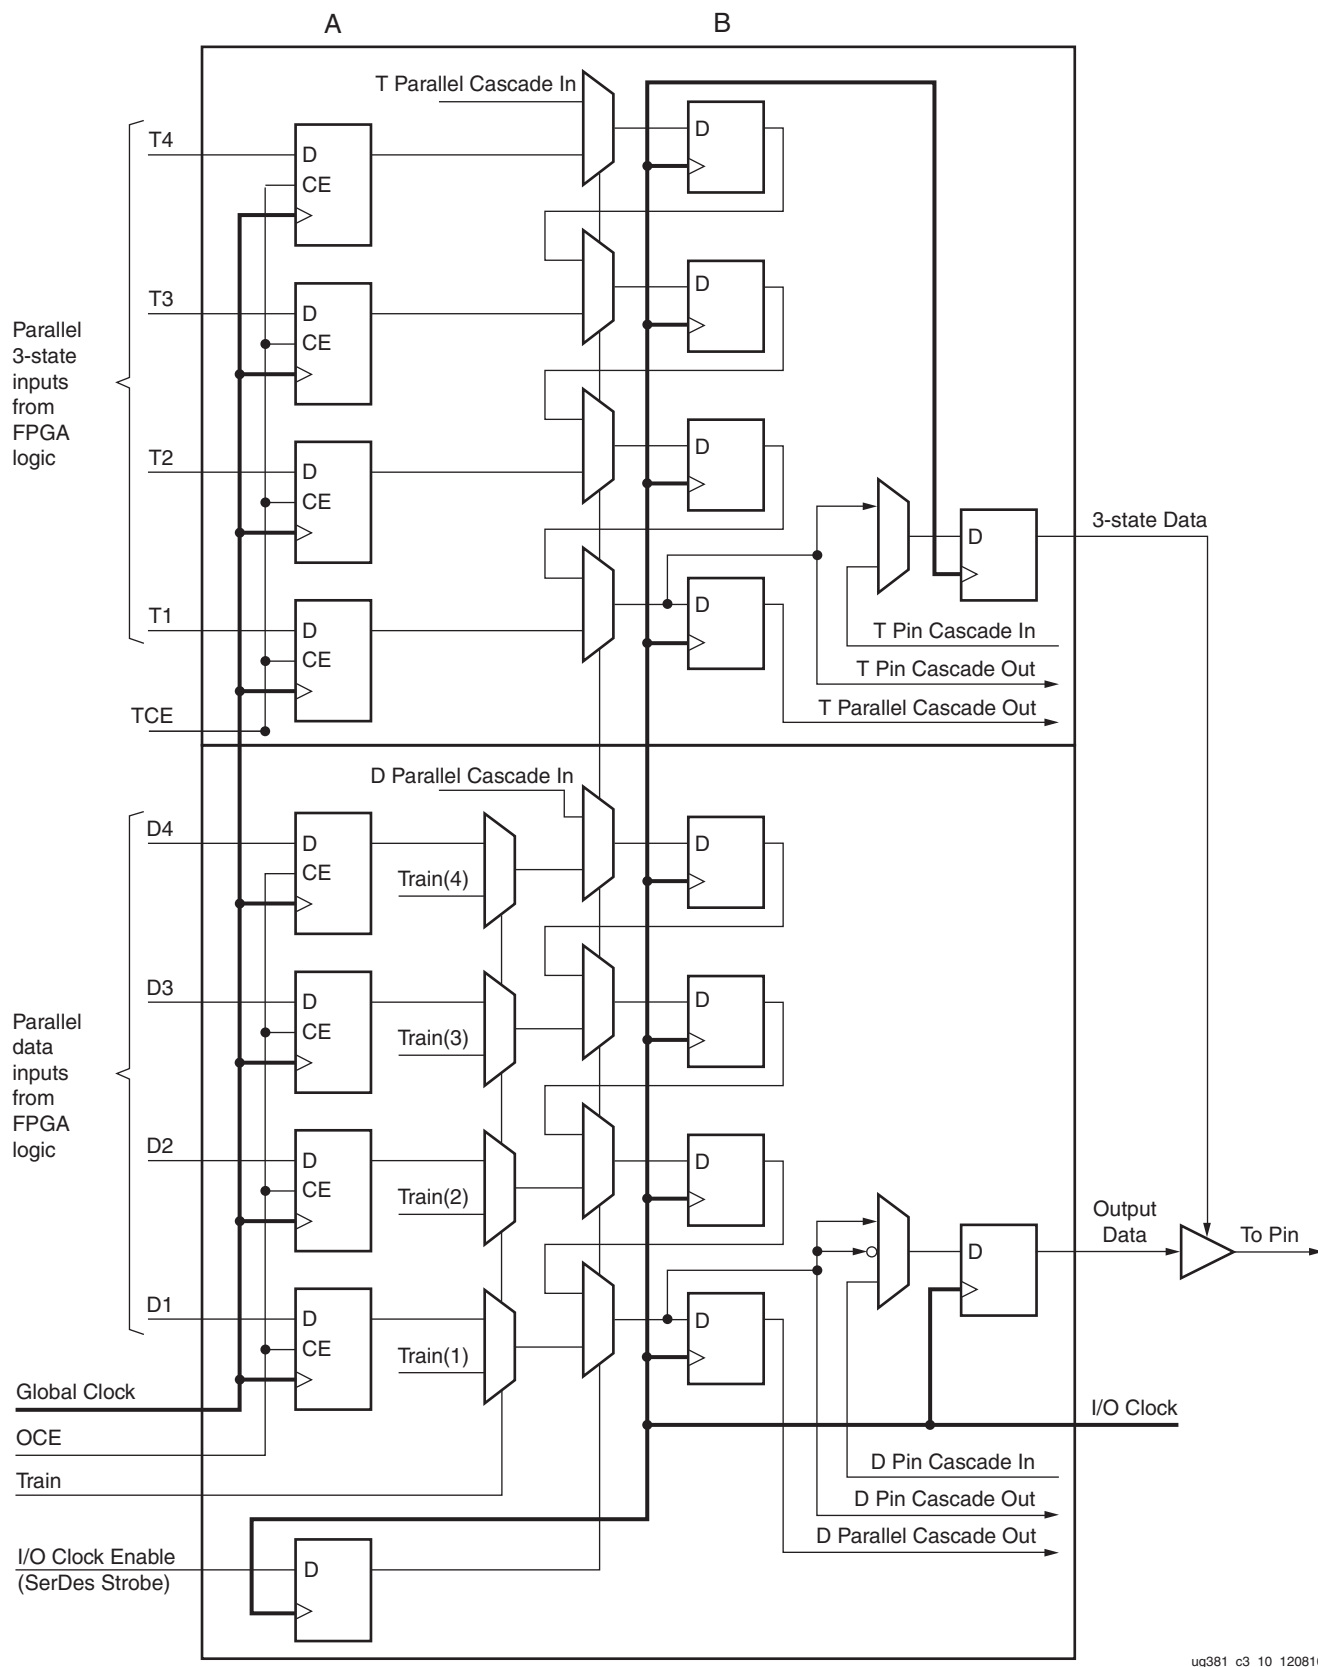 A
B
T Parallel Cascade In
T4
D
CE
D
T3
D
CE
D
Parallel
3-state
inputs
from
FPGA
logic
T2
D
CE
D
3-state Data
D
T1
D
CE
D
T Pin Cascade In
T Pin Cascade Out
T Parallel Cascade Out
TCE
D Parallel Cascade In
D4
D
CE
Train(4)
D
D3
D
CE
Train(3)
D
Parallel
data
inputs
from
FPGA
logic
D2
D
CE
Train(2)
D
Output
Data
To Pin
D
D1
D
CE
Train(1)
D
Global Clock
I/O Clock
OCE
D Pin Cascade In
Train
D Pin Cascade Out
D Parallel Cascade Out
I/O Clock Enable
(SerDes Strobe)
D
ug381_c3_10_120810